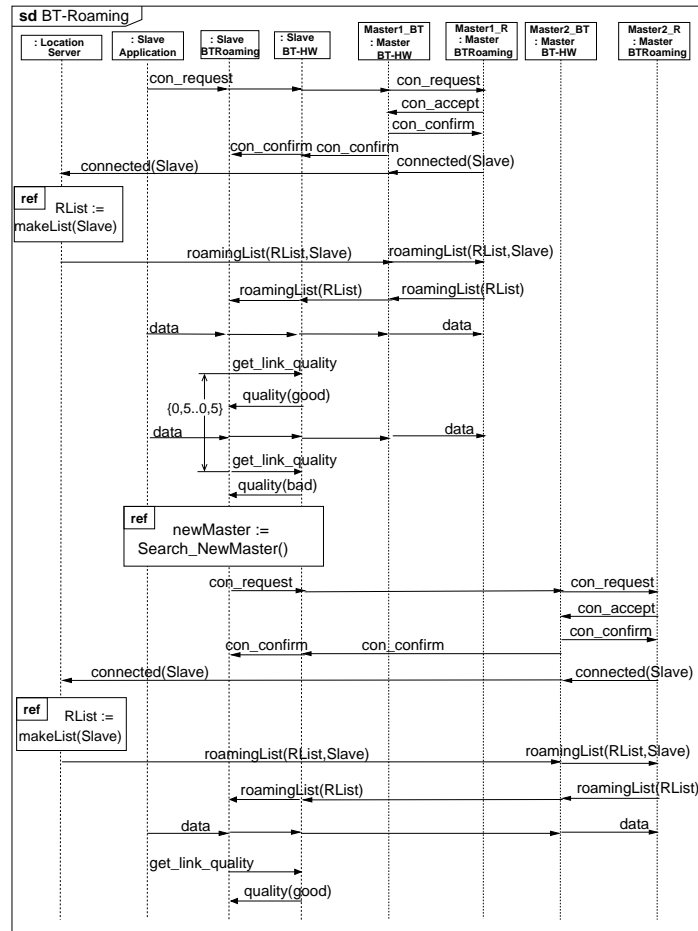 sd BT-Roaming
: Location
Server
: Slave
Application
: Slave
BTRoaming
: Slave
BT-HW
Master1_BT
: Master
BT-HW
Master1_R
: Master
BTRoaming
Master2_BT
: Master
BT-HW
Master2_R
: Master
BTRoaming
con_request
con_request
con_accept
con_confirm
con_confirm
con_confirm
connected(Slave)
connected(Slave)
ref
RList :=
makeList(Slave)
roamingList(RList,Slave)
roamingList(RList,Slave)
roamingList(RList)
roamingList(RList)
data
data
get_link_quality
{0,5..0,5}
quality(good)
data
data
get_link_quality
quality(bad)
ref
newMaster :=
Search_NewMaster()
con_request
con_request
con_accept
con_confirm
con_confirm
con_confirm
connected(Slave)
connected(Slave)
ref
RList :=
makeList(Slave)
roamingList(RList,Slave)
roamingList(RList,Slave)
roamingList(RList)
roamingList(RList)
data
data
get_link_quality
quality(good)